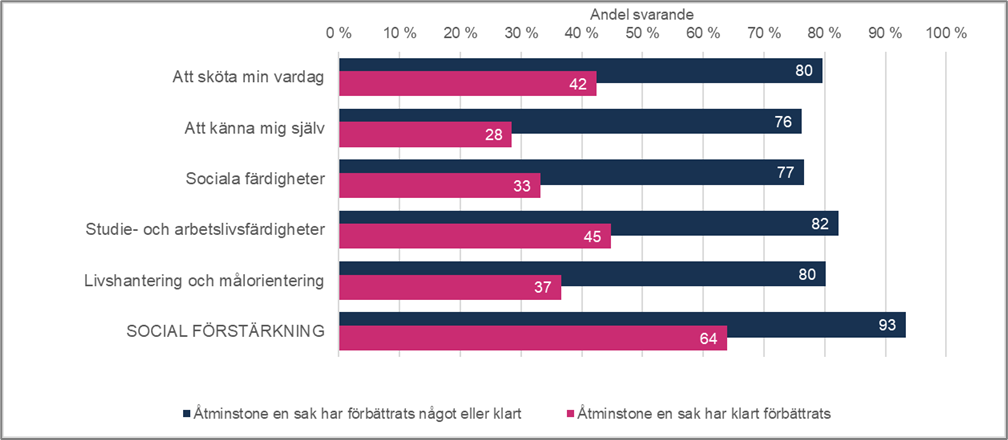 Andel svarande
0 % 10 % 20 % 30 % 40 % 50 % 60 % 70 % 80 % 90 % 100 %
Att sköta min vardag 80
42
Att känna mig själv 76
28
Sociala färdigheter 77
33
Studie- och arbetslivsfärdigheter 82
45
Livshantering och målorientering 80
37
SOCIAL FÖRSTÄRKNING 93
64
Åtminstone en sak har förbättrats något eller klart Åtminstone en sak har klart förbättrats